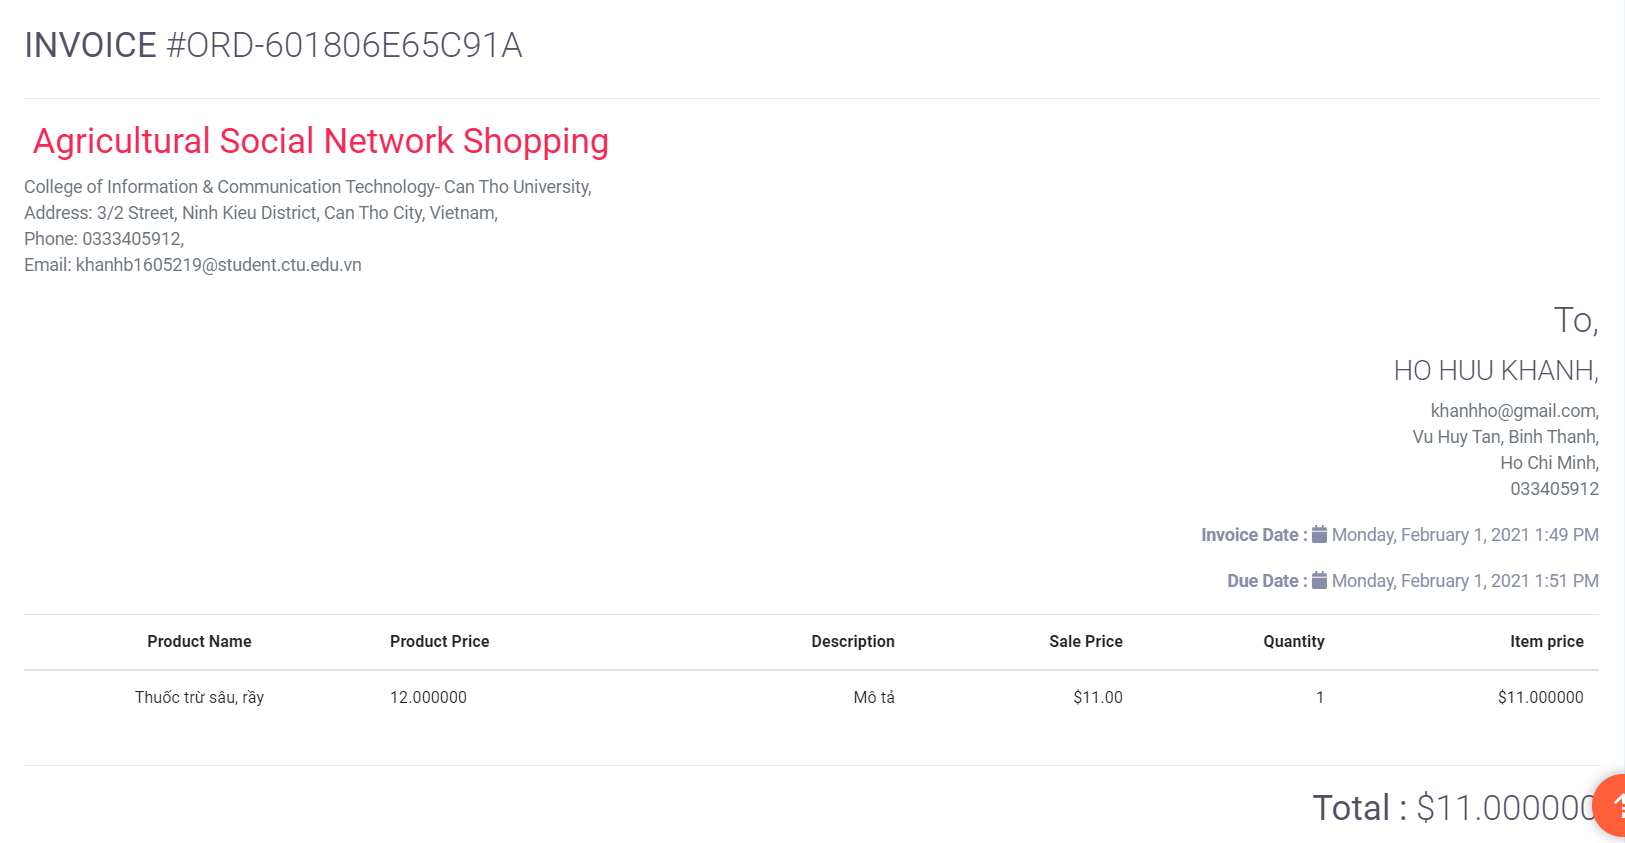 INVOICE #ORD-601806E65C91A
Agricultural Social Network Shopping
College of Information & Communication Technology- Can Tho University,
Address: 3/2 Street, Ninh Kieu District, Can Tho City, Vietnam,
Phone: 0333405912,
Email: khanhb1605219@student.ctu.edu.vn
To,
HO HUU KHANH,
khanhho@gmail.com,
Vu Huy Tan, Binh Thanh,
Ho Chi Minh,
033405912
Invoice Date : Monday, February 1, 2021 1:49 PM
Due Date : Monday, February 1, 2021 1:51 PM
Product Name Product Price Description Sale Price Quantity Item price
Thuốc trừ sâu, rầy 12.000000 Mô tả $11.00 1 $11.000000
Total : $11.000000